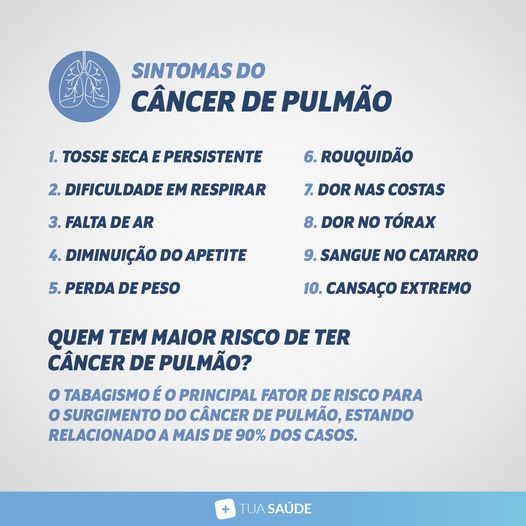 SINTOMAS DO
CÂNCER DE PULMÃO
1. TOSSE SECA E PERSISTENTE
2. DIFICULDADE EM RESPIRAR
3. FALTA DE AR
4. DIMINUIÇÃO DO APETITE
5. PERDA DE PESO
6. ROUQUIDÃO
7. DOR NAS COSTAS
8. DOR NO TÓRAX
9. SANGUE NO CATARRO
10. CANSAÇO EXTREMO
QUEM TEM MAIOR RISCO DE TER
CÂNCER DE PULMÃO?
O TABAGISMO É O PRINCIPAL FATOR DE RISCO PARA
O SURGIMENTO DO CÂNCER DE PULMÃO, ESTANDO
RELACIONADO A MAIS DE 90% DOS CASOS.
TUA SAÚDE